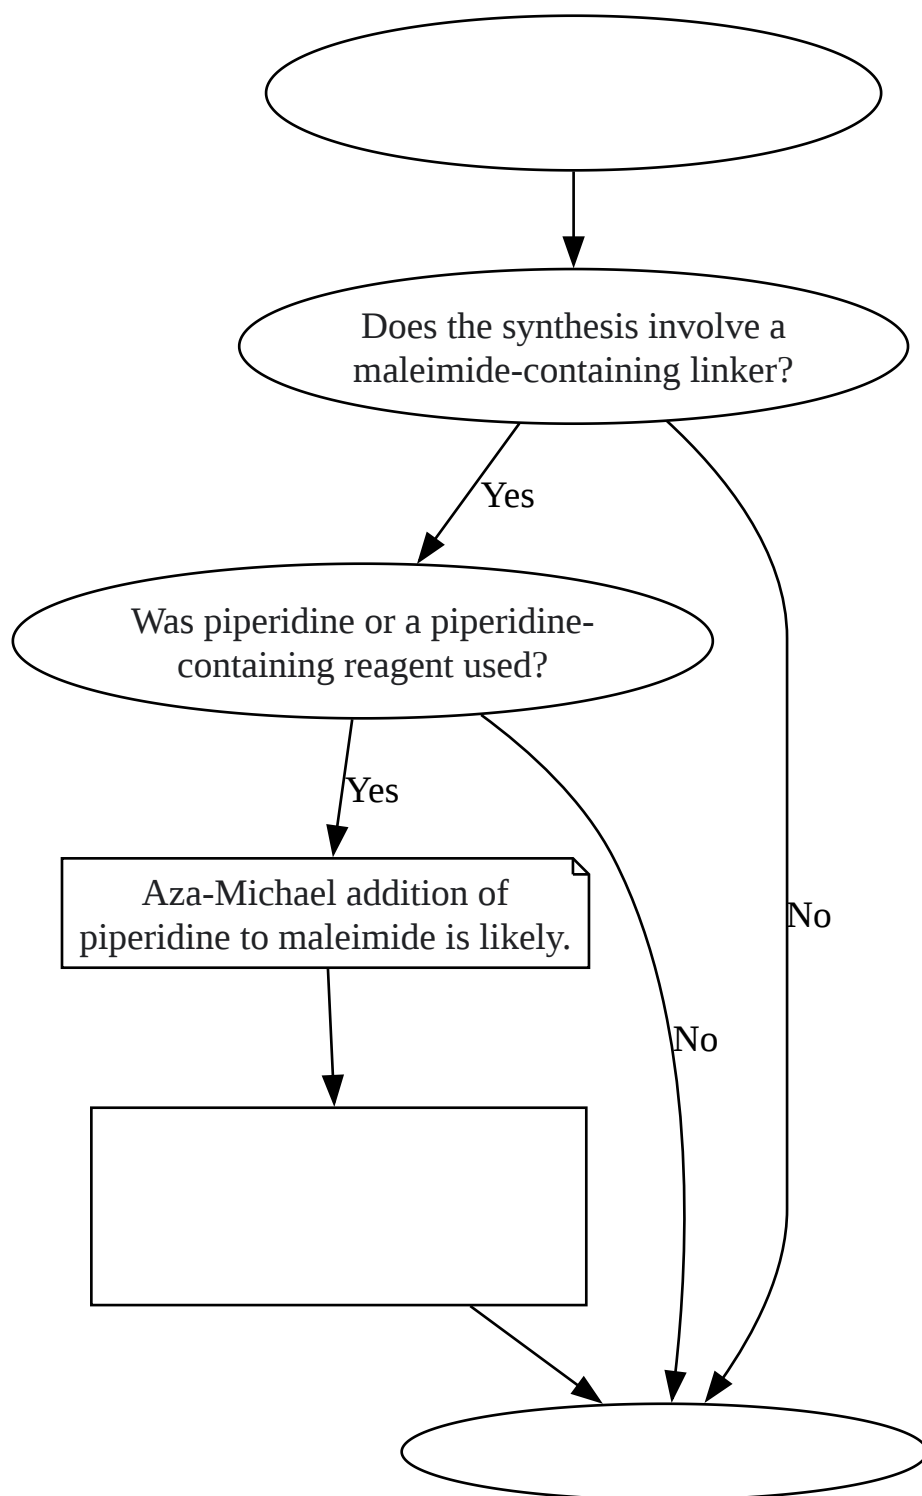 Does the synthesis involve a
maleimide-containing linker?
Yes
Was piperidine or a piperidine-
containing reagent used?
Yes
Aza-Michael addition of
piperidine to maleimide is likely.
No
No